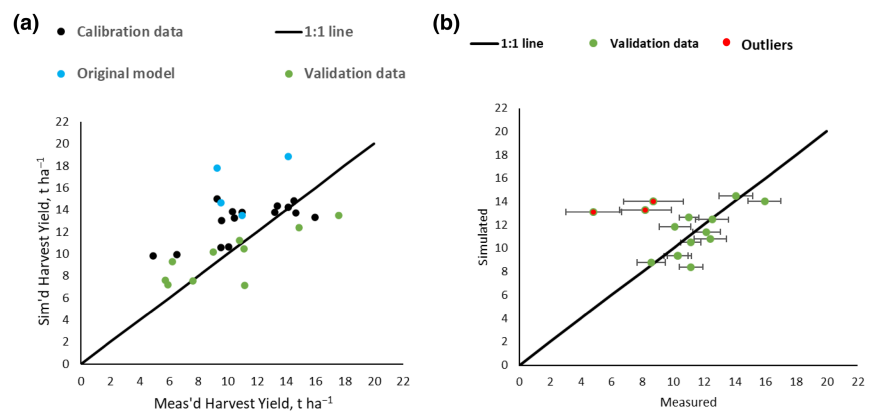 (a)
Calibration data
1:1 line
Original model
Validation data
22
20
18
16
14
12
10
8
6
4
2
0
0 2 4 6 8 10 12 14 16 18 20 22
Sim'd Harvest Yield, t ha⁻¹
Meas'd Harvest Yield, t ha⁻¹
(b)
1:1 line
Validation data
Outliers
22
20
18
16
14
12
10
8
6
4
2
0
0 2 4 6 8 10 12 14 16 18 20 22
Simulated
Measured